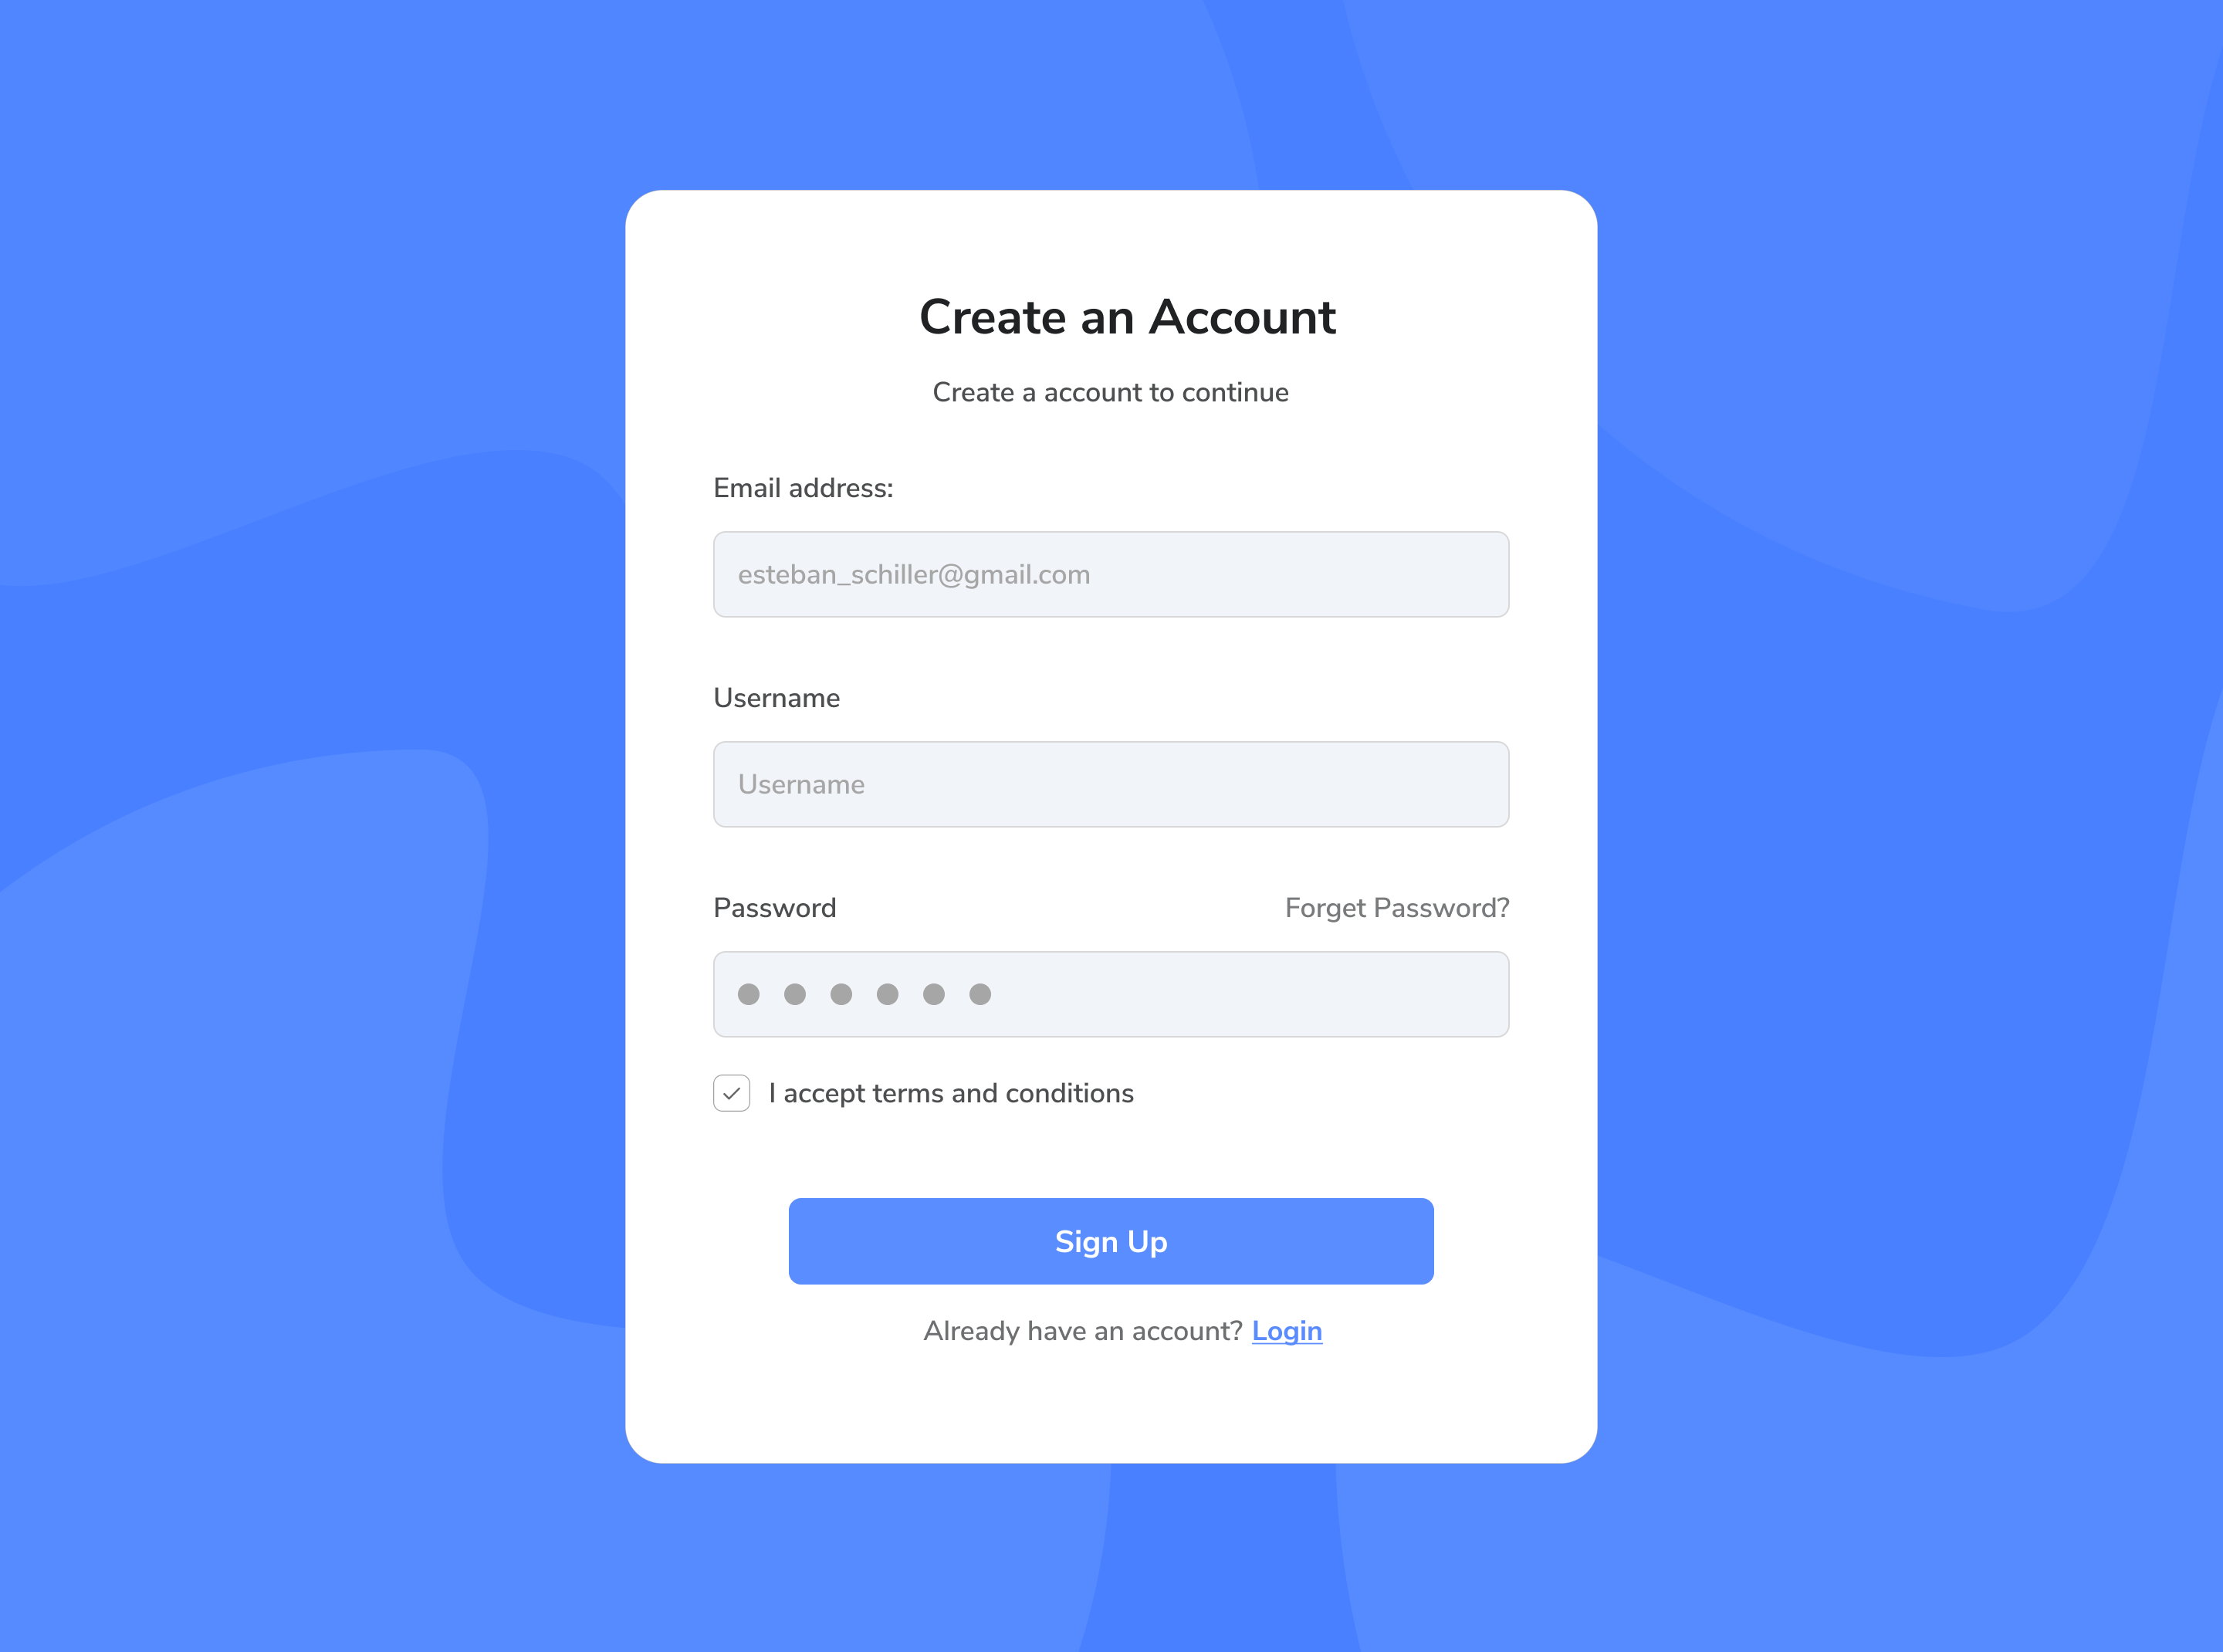 Create an Account
Create a account to continue
Email address:
esteban_schiller@gmail.com
Username
Username
Password Forget Password?
I accept terms and conditions
Sign Up
Already have an account? Login